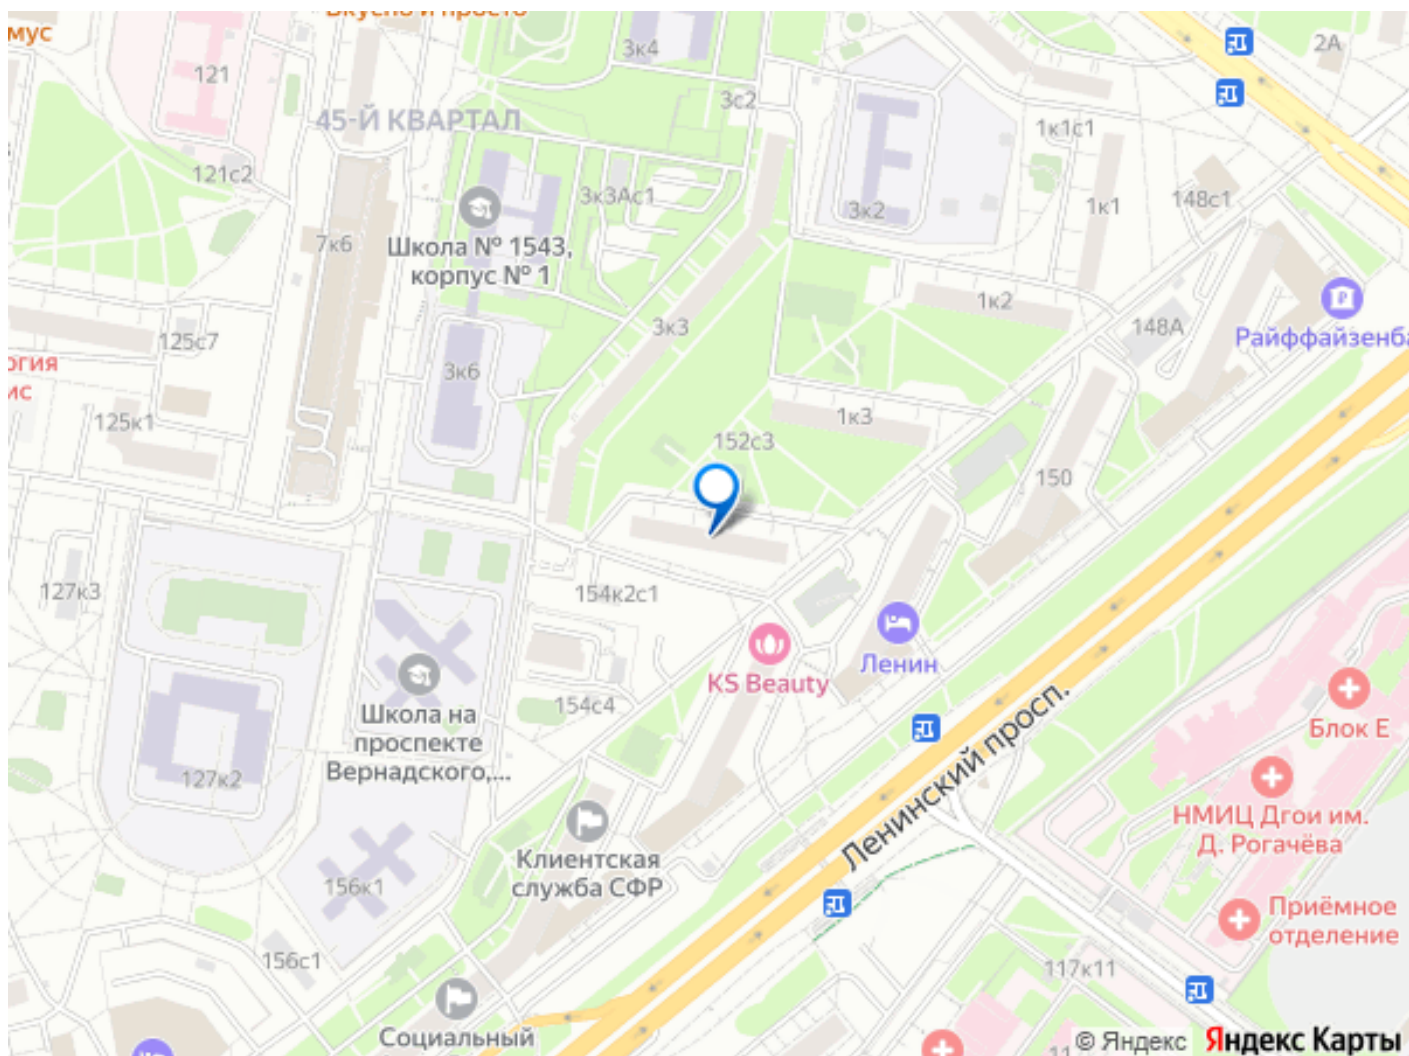 Вкусно и просто
мус
2А
3к4
121
3с2
45-Й КВАРТАЛ
1к1с1
121с2
3к3Ас1
148с1
3к2
1к1
7к6
Школа № 1543,
корпус № 1
1к2
3к3
148А
Райффайзенба
125с7
огия
ис
3к6
1к3
125к1
152с3
150
127к3
154к2с1
Ленин
KS Beauty
154с4
Школа на
проспекте
Вернадского,...
127к2
Ленинский просп.
Блок Е
НМИЦ Дгои им.
Д. Рогачёва
Клиентская
служба СФР
156к1
Приёмное
отделение
156с1
117к11
Социальный
© Яндекс Яндекс Карты